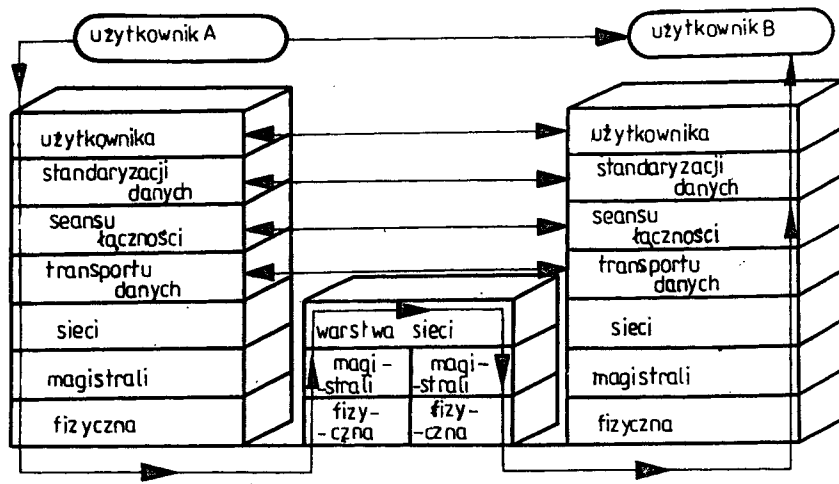 użytkownik A
użytkownik B
użytkownika
standaryzacji
danych
seansu
łączności
transportu
danych
sieci
magistrali
fizyczna
warstwa sieci
magi-
-strali
magi-
-strali
fizy-
-czna
fizy-
-czna
użytkownika
standaryzacji
danych
seansu
łączności
transportu
danych
sieci
magistrali
fizyczna